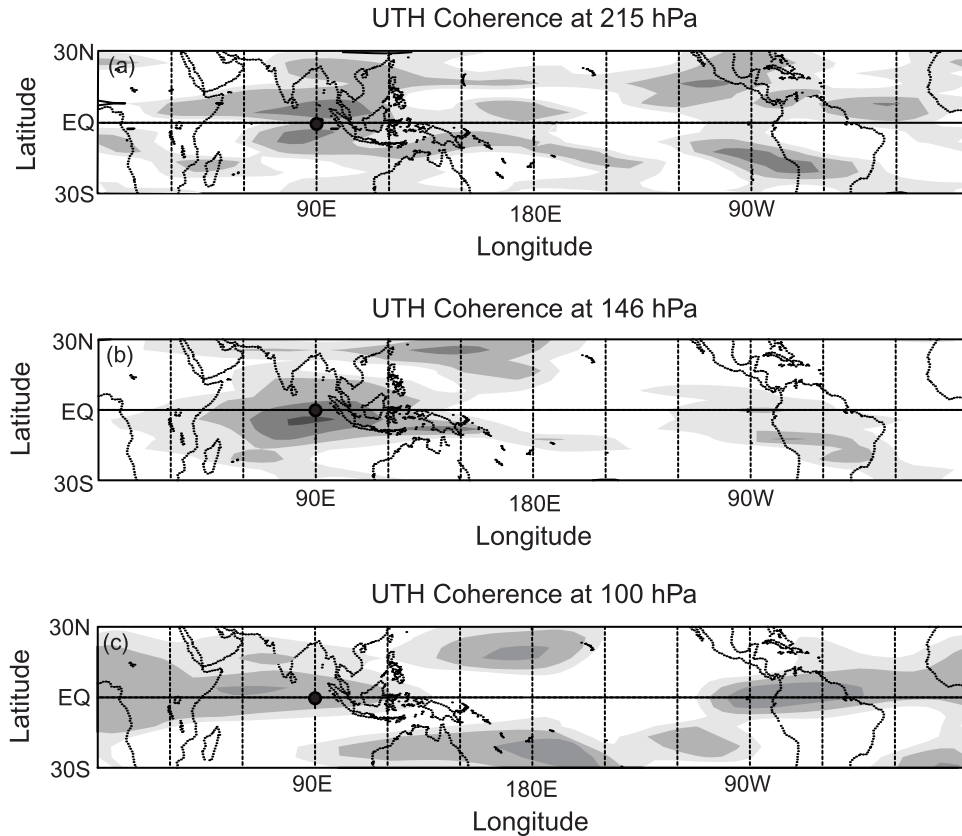 UTH Coherence at 215 hPa
30N
(a)
Latitude
EQ
30S
90E
180E
90W
Longitude
UTH Coherence at 146 hPa
30N
(b)
Latitude
EQ
30S
90E
180E
90W
Longitude
UTH Coherence at 100 hPa
30N
(c)
Latitude
EQ
30S
90E
180E
90W
Longitude